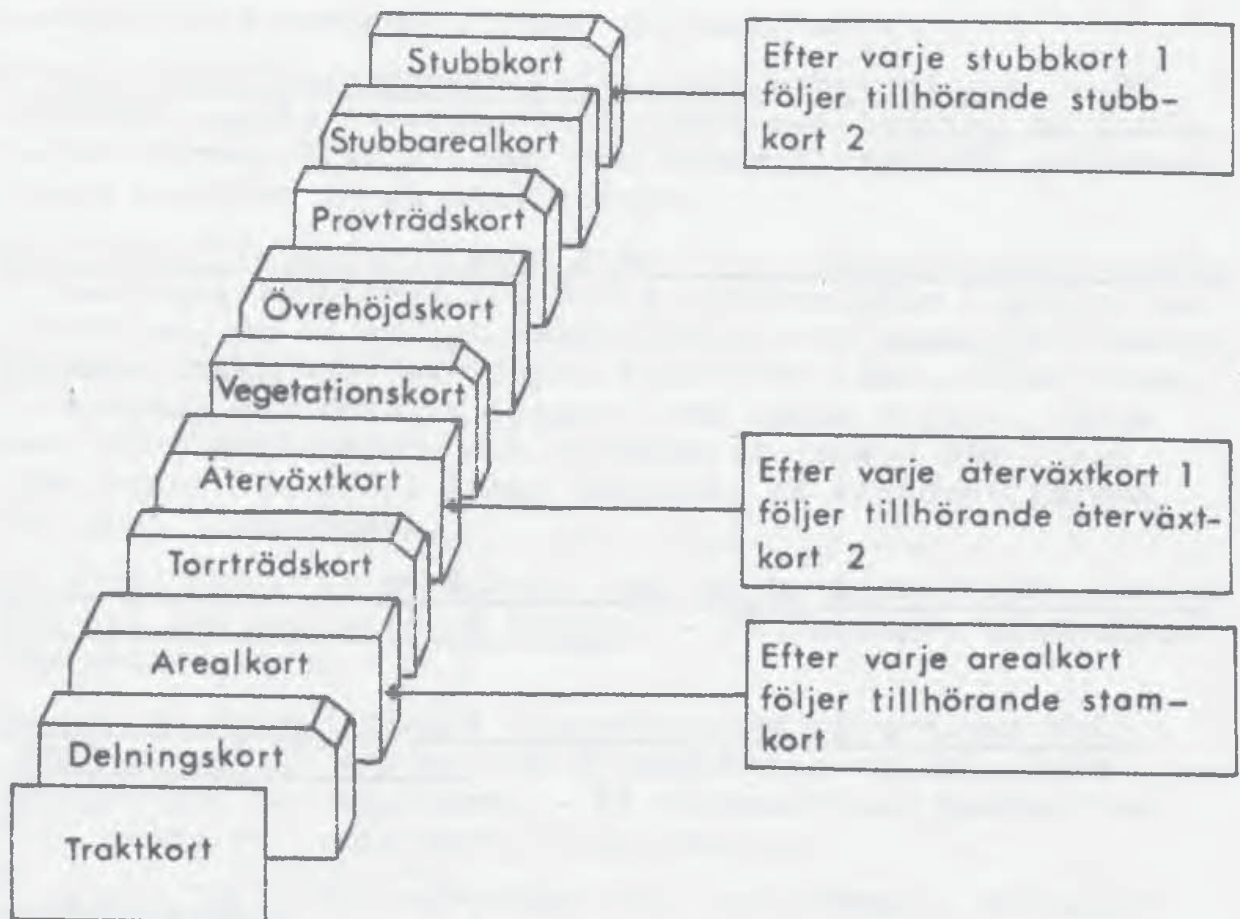 Stubbkort
Efter varje stubbkort 1
följer tillhörande stubb-
kort 2
Stubbarealkort
Provträdskort
Övrehöjdskort
Vegetationskort
Återväxtkort
Efter varje återväxtkort 1
följer tillhörande återväxt-
kort 2
Torrträdskort
Arealkort
Efter varje arealkort
följer tillhörande stam-
kort
Delningskort
Traktkort